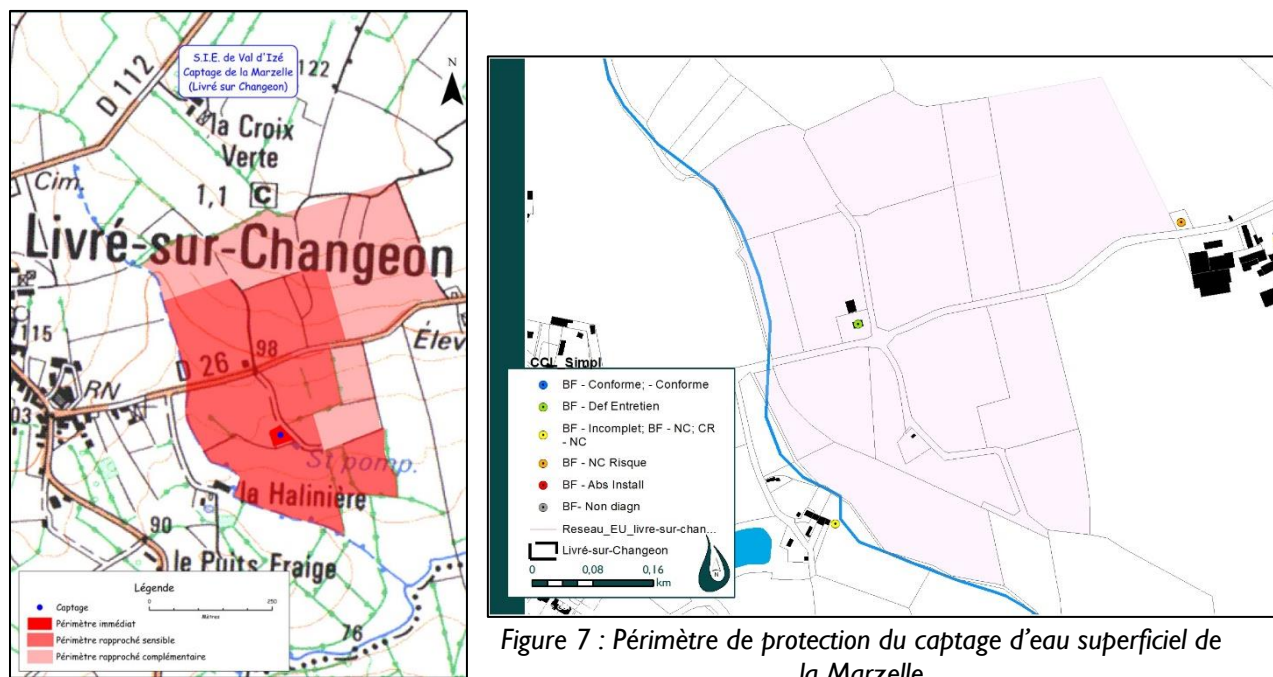 S.I.E. de Val d'Izé
Captage de la Marzelle
(Livré sur Changeon)
N
122
D 112
la Croix
Verte
Cim.
1,1
C
Livré-sur-Changeon
115
98
D 26
Élev
RN
03
St pomp.
la Halinière
90
le Puits Fraige
76
Légende
0
250
Mètres
Captage
Périmètre immédiat
Périmètre rapproché sensible
Périmètre rapproché complémentaire
CCL_Simpl
BF - Conforme; - Conforme
BF - Def Entretien
BF - Incomplet; BF - NC; CR
- NC
BF - NC Risque
BF - Abs Install
BF- Non diagn
Reseau_EU_livre-sur-chan...
Livré-sur-Changeon
0 0,08 0,16
km
N
Figure 7 : Périmètre de protection du captage d'eau superficiel de
la Marzelle